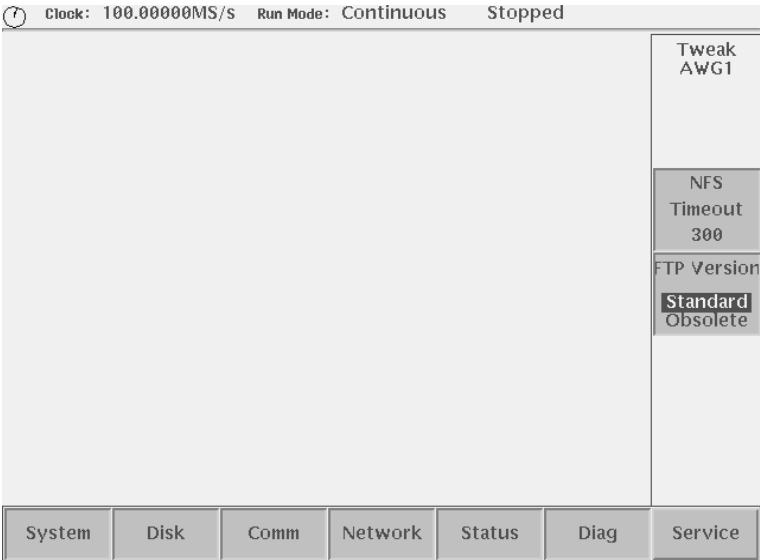 Clock: 100.00000MS/s Run Mode: Continuous Stopped
Tweak
AWG1
NFS
Timeout
300
FTP Version
Standard
Obsolete
System Disk Comm Network Status Diag Service